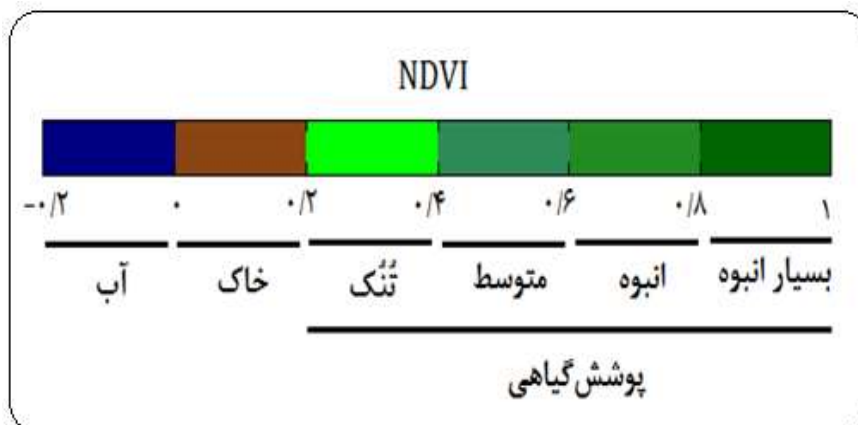 NDVI
-۰/۲ ۰ ۰/۲ ۰/۴ ۰/۶ ۰/۸ ۱
آب خاک تُنُک متوسط انبوه بسیار انبوه
پوشش‌گیاهی